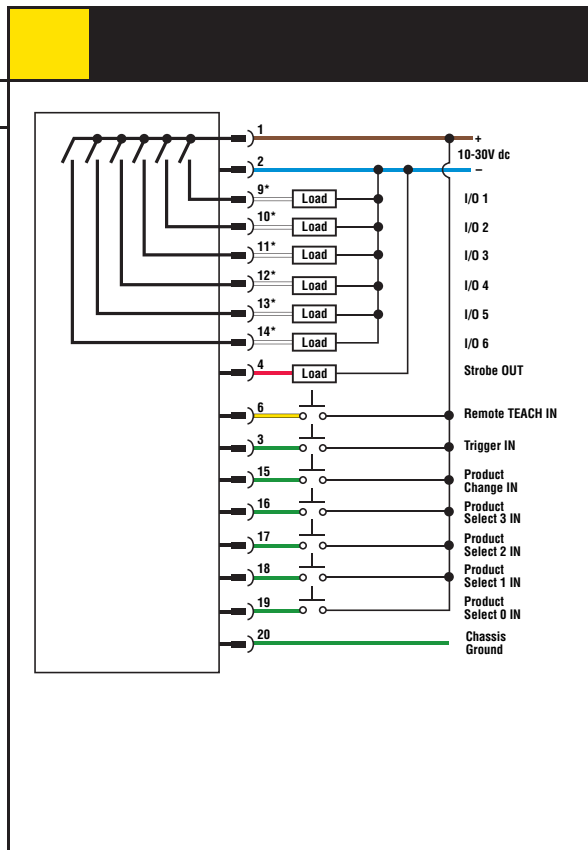 1
+
10-30V dc
2
–
9* Load I/O 1
10* Load I/O 2
11* Load I/O 3
12* Load I/O 4
13* Load I/O 5
14* Load I/O 6
4 Load Strobe OUT
6 Remote TEACH IN
3 Trigger IN
15 Product
Change IN
16 Product
Select 3 IN
17 Product
Select 2 IN
18 Product
Select 1 IN
19 Product
Select 0 IN
20 Chassis
Ground